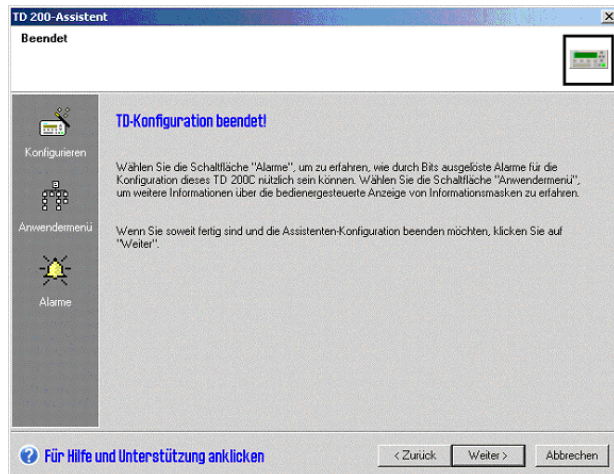 TD 200-Assistent
Beendet
Konfigurieren
Anwendermenü
Alarme
TD-Konfiguration beendet!
Wählen Sie die Schaltfläche "Alarme", um zu erfahren, wie durch Bits ausgelöste Alarme für die
Konfiguration dieses TD 200C nützlich sein können. Wählen Sie die Schaltfläche "Anwendermenü",
um weitere Informationen über die bedienergesteuerte Anzeige von Informationsmasken zu erfahren.
Wenn Sie soweit fertig sind und die Assistenten-Konfiguration beenden möchten, klicken Sie auf
"Weiter".
Für Hilfe und Unterstützung anklicken
< Zurück
Weiter >
Abbrechen